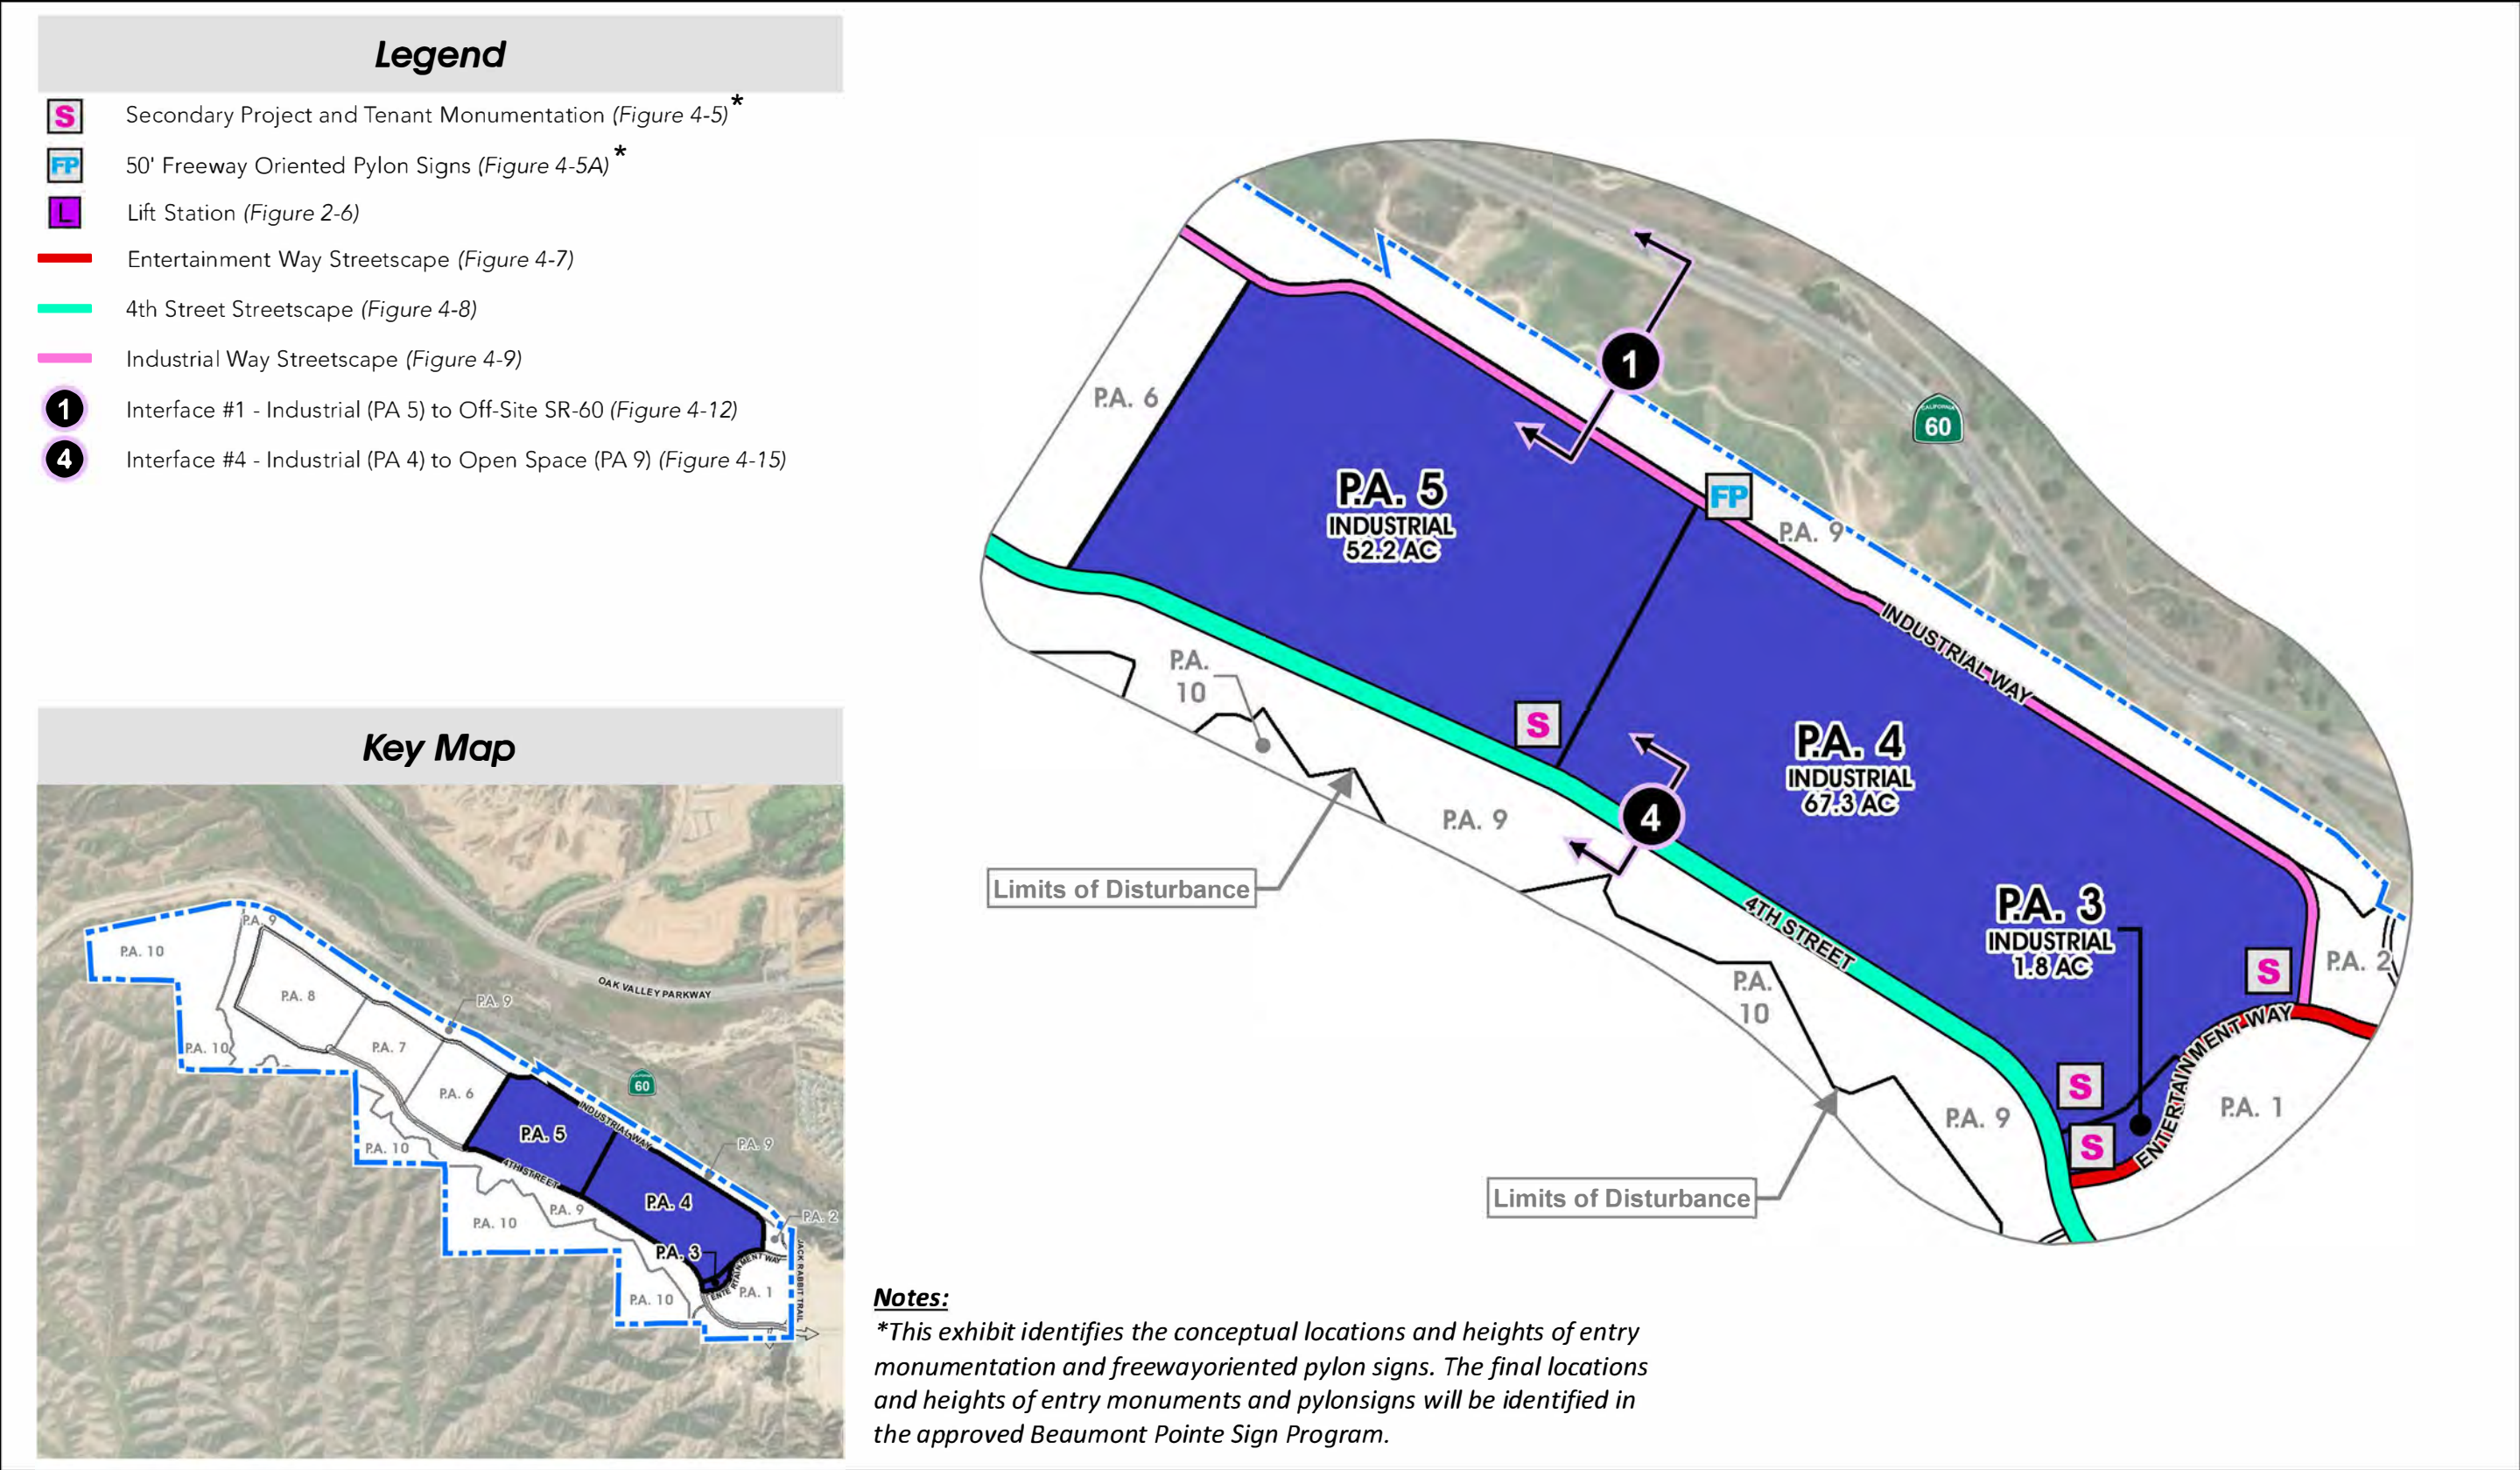 Legend
S Secondary Project and Tenant Monumentation (Figure 4-5)*
FP 50' Freeway Oriented Pylon Signs (Figure 4-5A)*
L Lift Station (Figure 2-6)
Entertainment Way Streetscape (Figure 4-7)
4th Street Streetscape (Figure 4-8)
Industrial Way Streetscape (Figure 4-9)
1 Interface #1 - Industrial (PA 5) to Off-Site SR-60 (Figure 4-12)
4 Interface #4 - Industrial (PA 4) to Open Space (PA 9) (Figure 4-15)
Key Map
P.A. 9
P.A. 10
P.A. 8
P.A. 9
OAK VALLEY PARKWAY
P.A. 10
P.A. 7
60
P.A. 6
INDUSTRIAL WAY
P.A. 5
P.A. 9
P.A. 10
4TH STREET
P.A. 4
P.A. 9
P.A. 10
P.A. 2
P.A. 3
ENTERTAINMENT WAY
JACK RABBIT TRAIL
P.A. 1
P.A. 10
1
CALIFORNIA
60
P.A. 6
P.A. 5
INDUSTRIAL
52.2 AC
FP
P.A. 9
INDUSTRIAL WAY
P.A.
10
S
P.A. 4
INDUSTRIAL
67.3 AC
4
P.A. 9
Limits of Disturbance
4TH STREET
P.A. 3
INDUSTRIAL
1.8 AC
S
P.A. 2
P.A.
10
ENTERTAINMENT WAY
S
P.A. 9
P.A. 1
S
Limits of Disturbance
Notes:
*This exhibit identifies the conceptual locations and heights of entry
monumentation and freewayoriented pylon signs. The final locations
and heights of entry monuments and pylonsigns will be identified in
the approved Beaumont Pointe Sign Program.